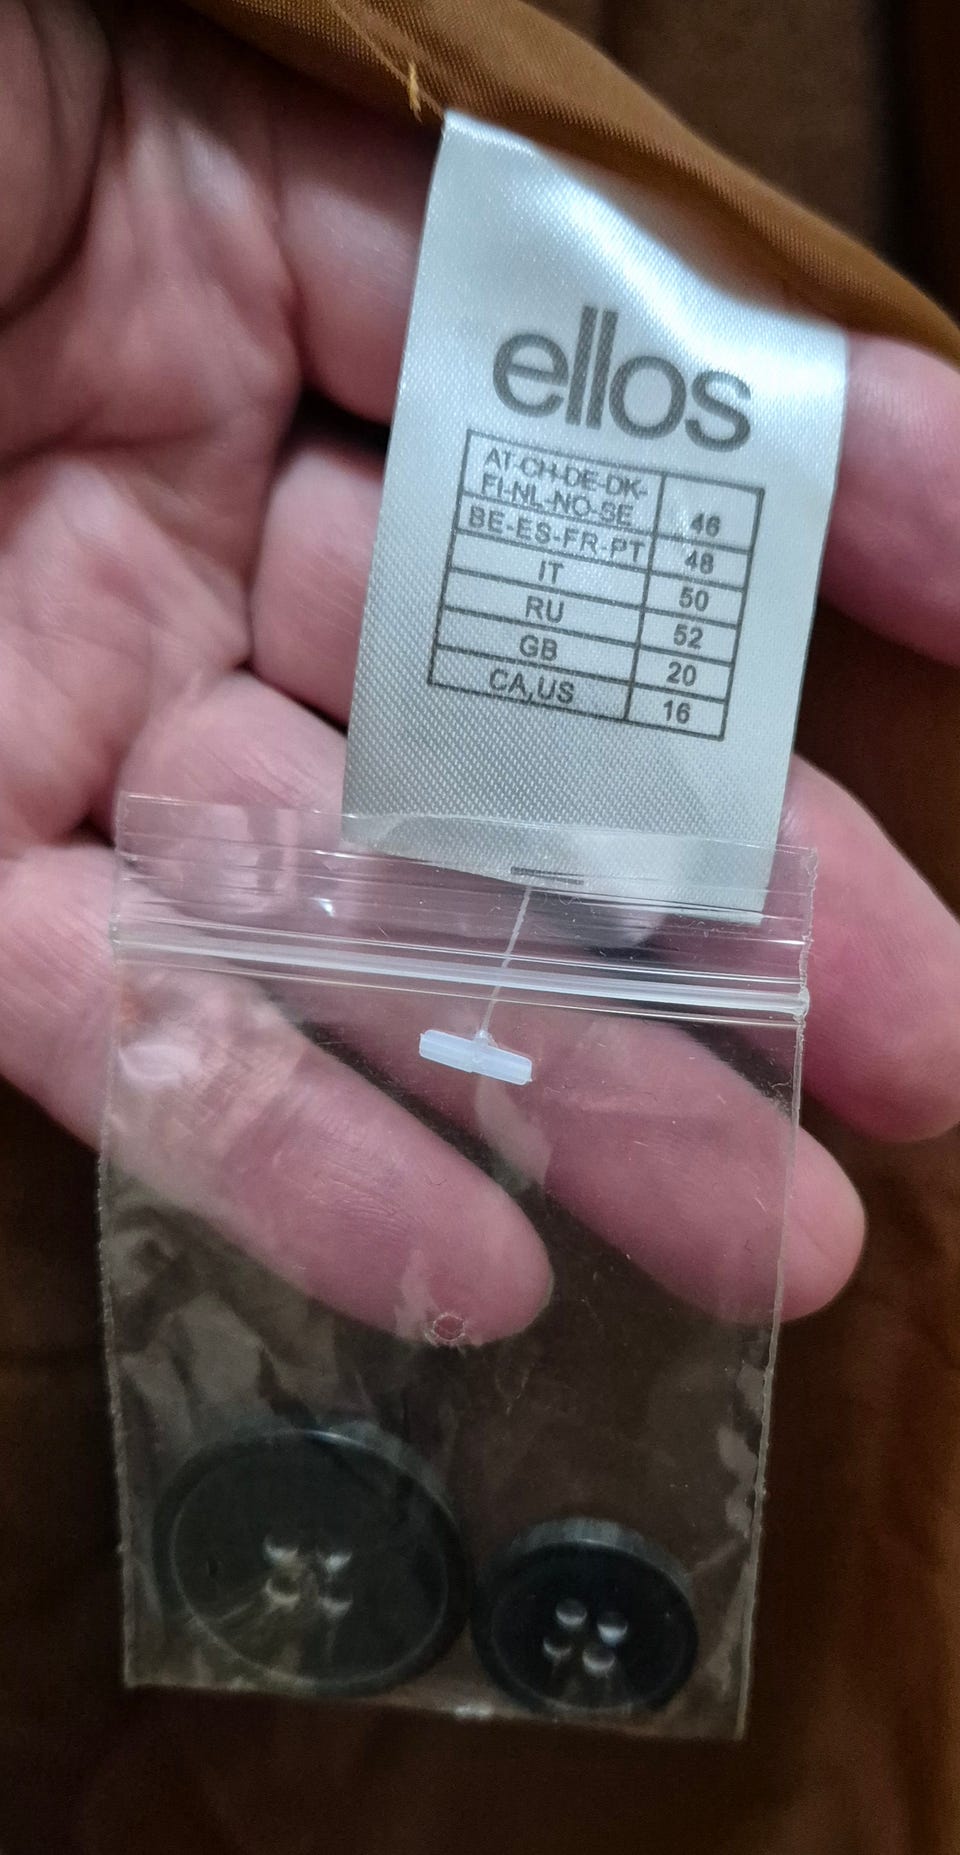 ellos
AT-CH-DE-DK-
FI-NL-NO-SE 46
BE-ES-FR-PT 48
IT 50
RU 52
GB 20
CA,US 16